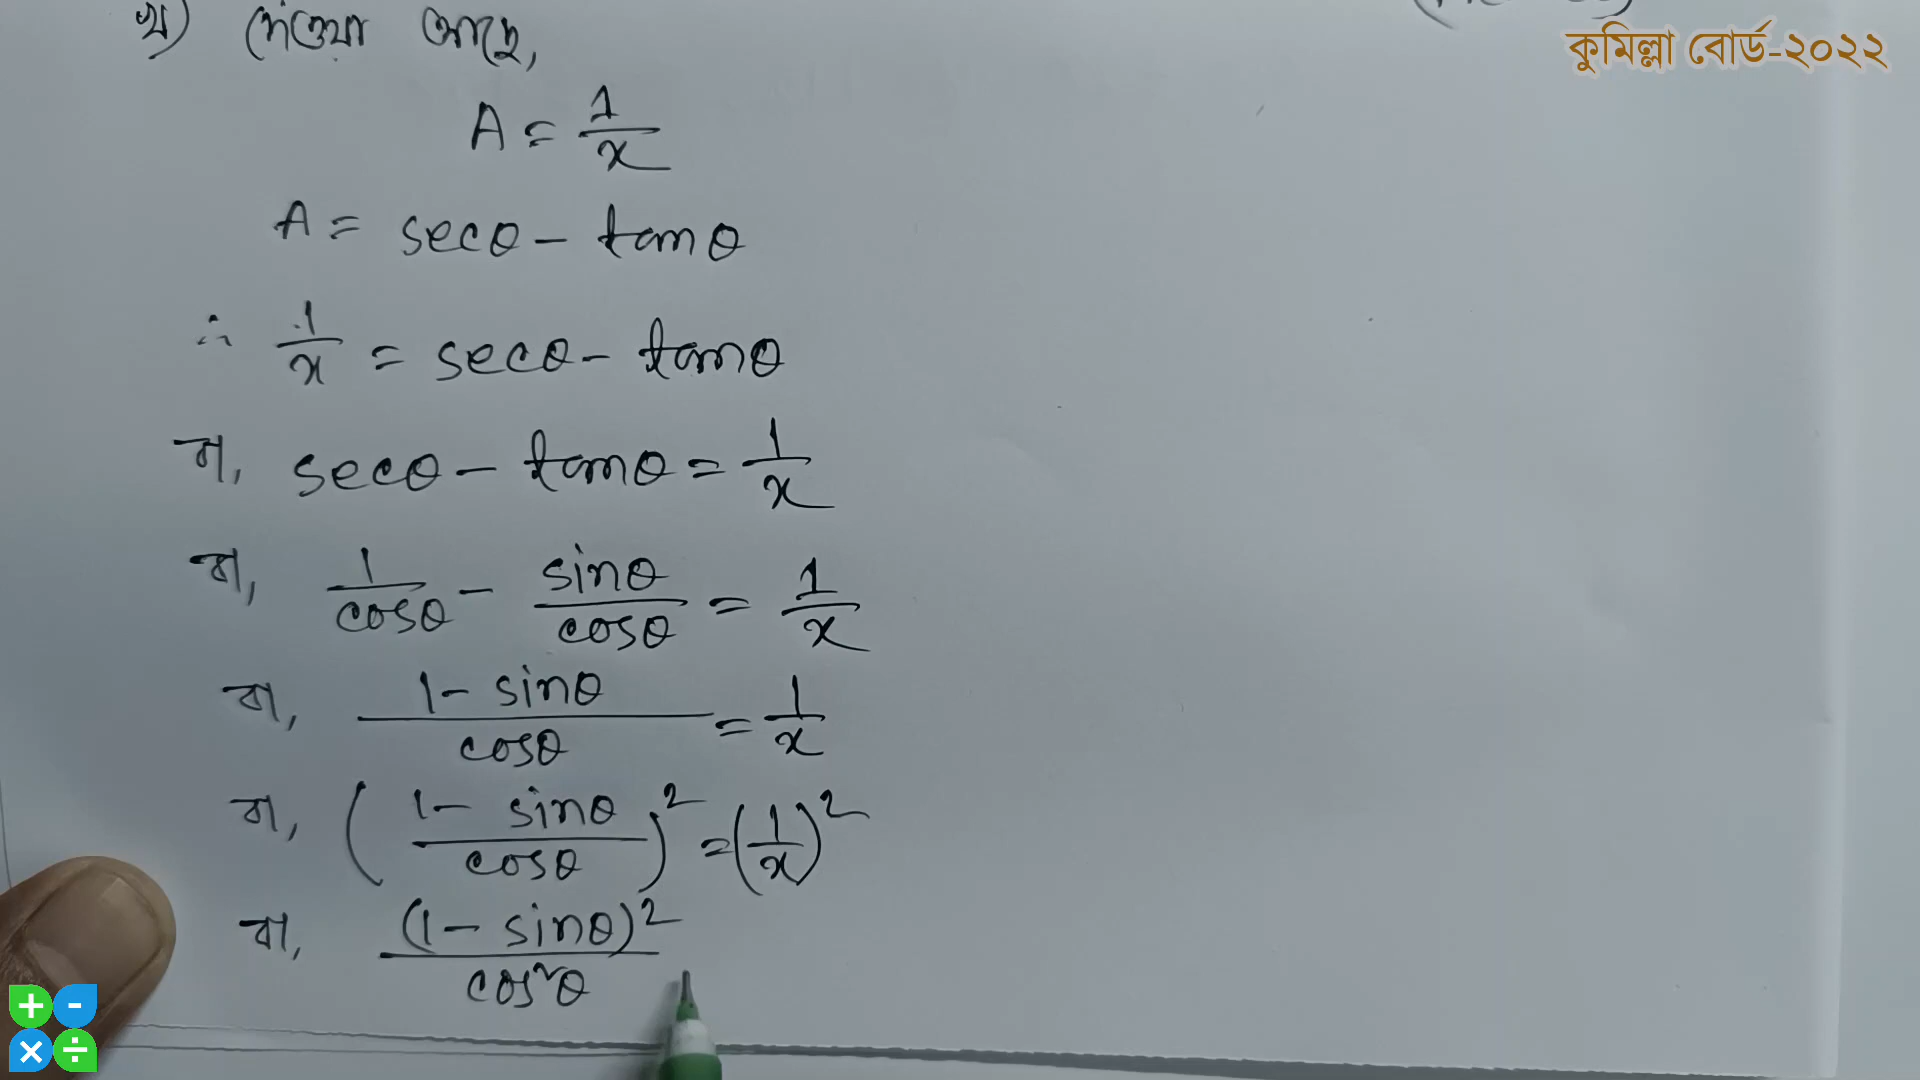 কুমিল্লা বোর্ড-২০২২
খ) দেওয়া আছে,
A = 1/x
A = secθ - tanθ
∴ 1/x = secθ - tanθ
বা, secθ - tanθ = 1/x
বা, 1/cosθ - sinθ/cosθ = 1/x
বা, (1 - sinθ)/cosθ = 1/x
বা, ((1 - sinθ)/cosθ)² = (1/x)²
বা, (1 - sinθ)²/cos²θ
+ -
× ÷